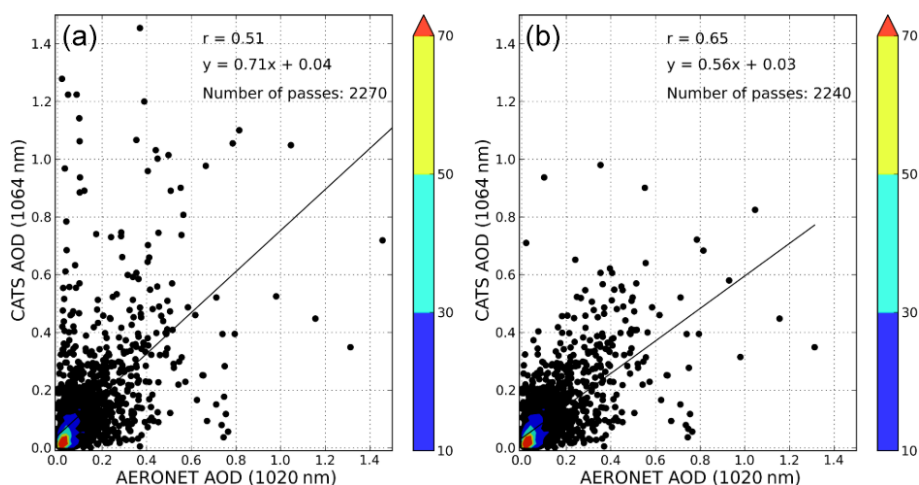 (a)
r = 0.51
y = 0.71x + 0.04
Number of passes: 2270
CATS AOD (1064 nm)
1.4
1.2
1.0
0.8
0.6
0.4
0.2
0.0
0.0 0.2 0.4 0.6 0.8 1.0 1.2 1.4
AERONET AOD (1020 nm)
70
50
30
10
(b)
r = 0.65
y = 0.56x + 0.03
Number of passes: 2240
CATS AOD (1064 nm)
1.4
1.2
1.0
0.8
0.6
0.4
0.2
0.0
0.0 0.2 0.4 0.6 0.8 1.0 1.2 1.4
AERONET AOD (1020 nm)
70
50
30
10